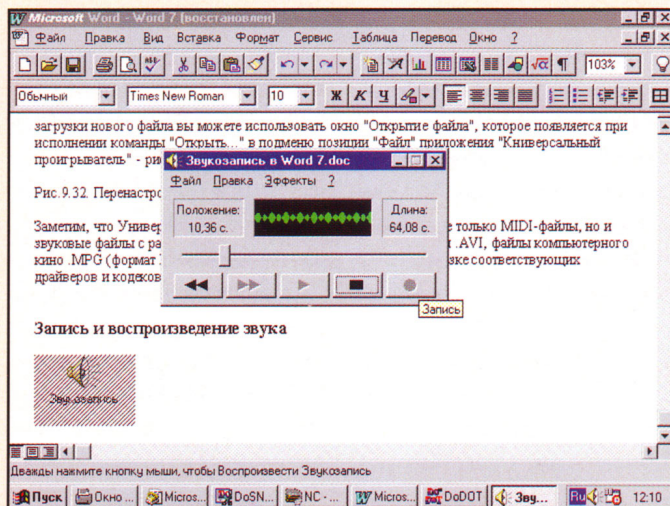 Microsoft Word - Word 7 (восстановлен)
Файл Правка Вид Вставка Формат Сервис Таблица Перевод Окно ?
103%
Обычный Times New Roman 10 Ж К Ч
загрузки нового файла вы можете использовать окно "Открытие файла", которое появляется при
исполнении команды "Открыть..." в подменю позиции "Файл" приложения "Книверсальный
проигрыватель" - ри
Звукозапись в Word 7.doc
Файл Правка Эффекты ?
Рис.9.32. Перенастро
Положение:
10,36 с.
Длина:
64,08 с.
Заметим, что Универ
е только MIDI-файлы, но и
звуковые файлы с ра
и .AVI, файлы компьютерного
кино .MPG (формат
зке соответствующих
драйверов и кодеков
Запись
Запись и воспроизведение звука
Звукозапись
Дважды нажмите кнопку мыши, чтобы Воспроизвести Звукозапись
Пуск Окно ... Micros... DoSN... NC - ... Micros... DoDOT Зву... Ru 12:10